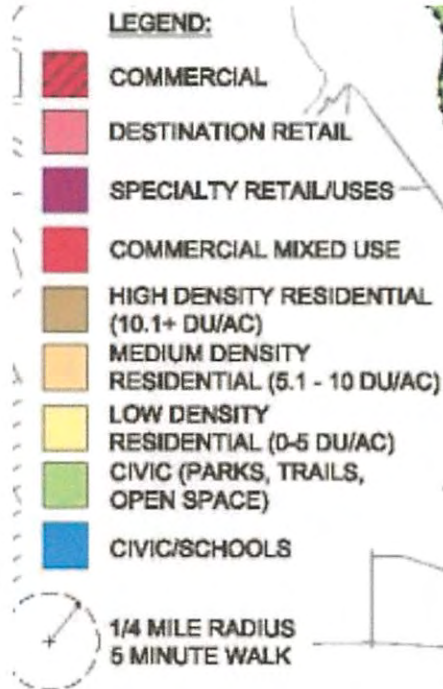 LEGEND:
COMMERCIAL
DESTINATION RETAIL
SPECIALTY RETAIL/USES
COMMERCIAL MIXED USE
HIGH DENSITY RESIDENTIAL
(10.1+ DU/AC)
MEDIUM DENSITY
RESIDENTIAL (5.1 - 10 DU/AC)
LOW DENSITY
RESIDENTIAL (0-5 DU/AC)
CIVIC (PARKS, TRAILS,
OPEN SPACE)
CIVIC/SCHOOLS
1/4 MILE RADIUS
5 MINUTE WALK